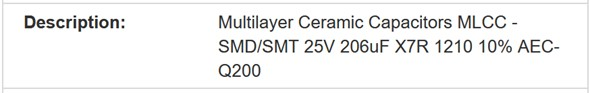 Description: Multilayer Ceramic Capacitors MLCC -
SMD/SMT 25V 206uF X7R 1210 10% AEC-
Q200